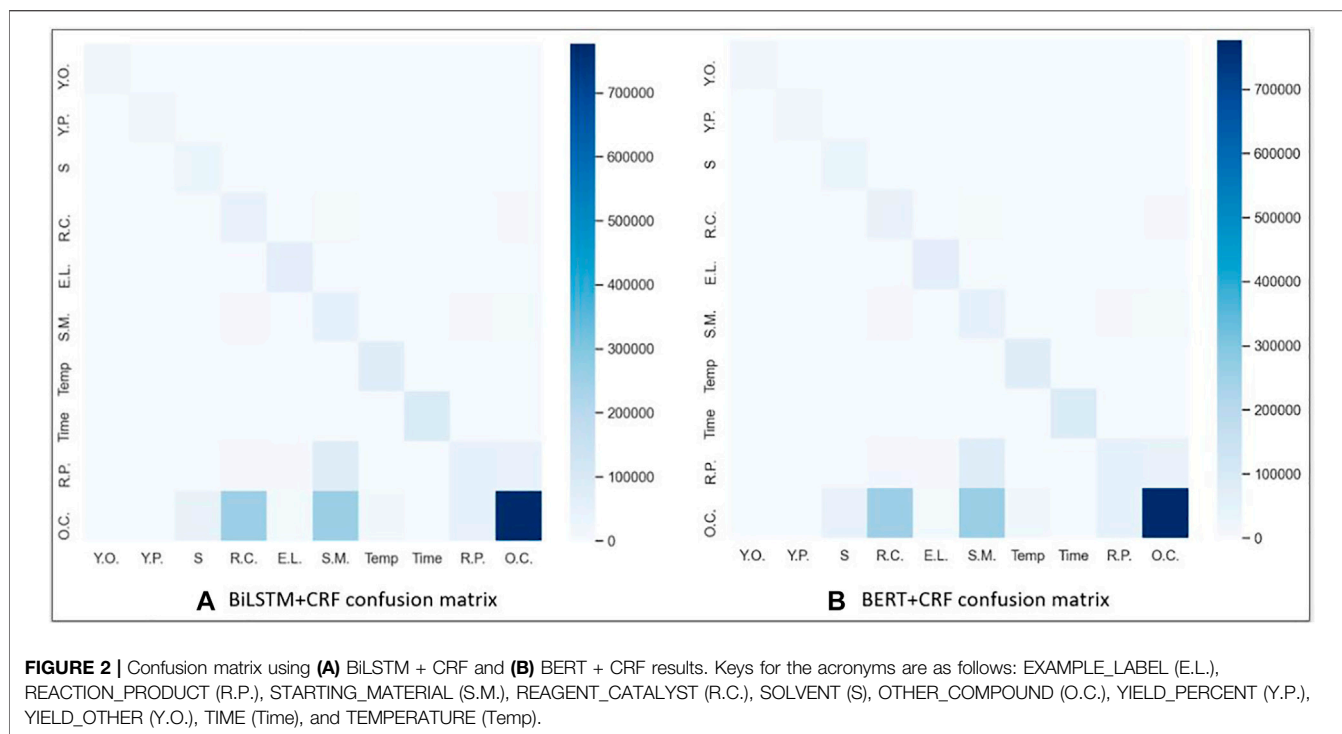 Y.O.
Y.P.
S
R.C.
E.L.
S.M.
Temp
Time
R.P.
O.C.
Y.O. Y.P. S R.C. E.L. S.M. Temp Time R.P. O.C.
700000
600000
500000
400000
300000
200000
100000
0
A BiLSTM+CRF confusion matrix
Y.O.
Y.P.
S
R.C.
E.L.
S.M.
Temp
Time
R.P.
O.C.
Y.O. Y.P. S R.C. E.L. S.M. Temp Time R.P. O.C.
700000
600000
500000
400000
300000
200000
100000
0
B BERT+CRF confusion matrix
FIGURE 2 | Confusion matrix using (A) BiLSTM + CRF and (B) BERT + CRF results. Keys for the acronyms are as follows: EXAMPLE_LABEL (E.L.),
REACTION_PRODUCT (R.P.), STARTING_MATERIAL (S.M.), REAGENT_CATALYST (R.C.), SOLVENT (S), OTHER_COMPOUND (O.C.), YIELD_PERCENT (Y.P.),
YIELD_OTHER (Y.O.), TIME (Time), and TEMPERATURE (Temp).